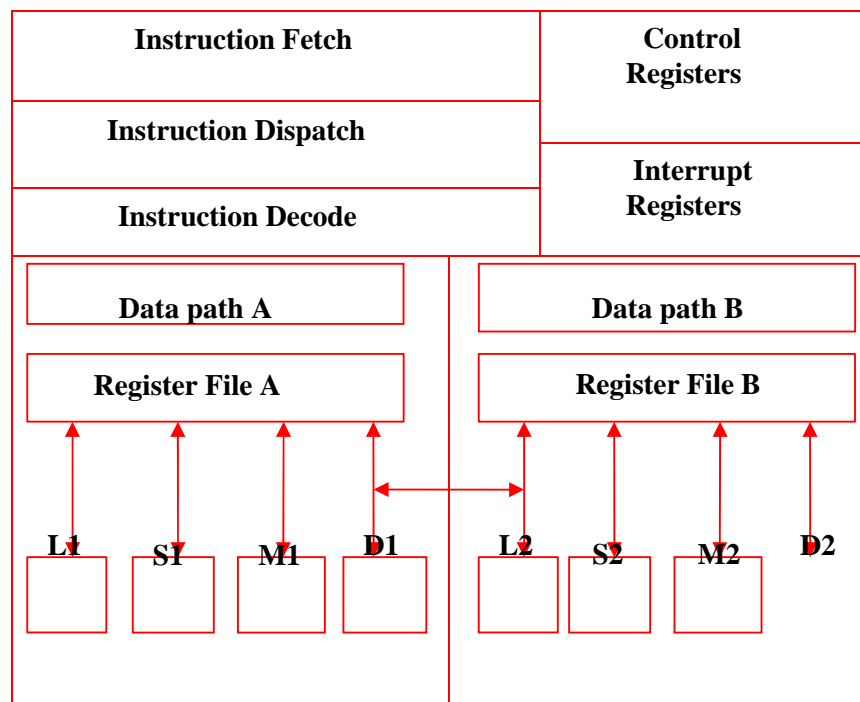 Instruction Fetch
Control
Registers
Instruction Dispatch
Interrupt
Registers
Instruction Decode
Data path A
Data path B
Register File A
Register File B
L1 S1 M1 D1 L2 S2 M2 D2